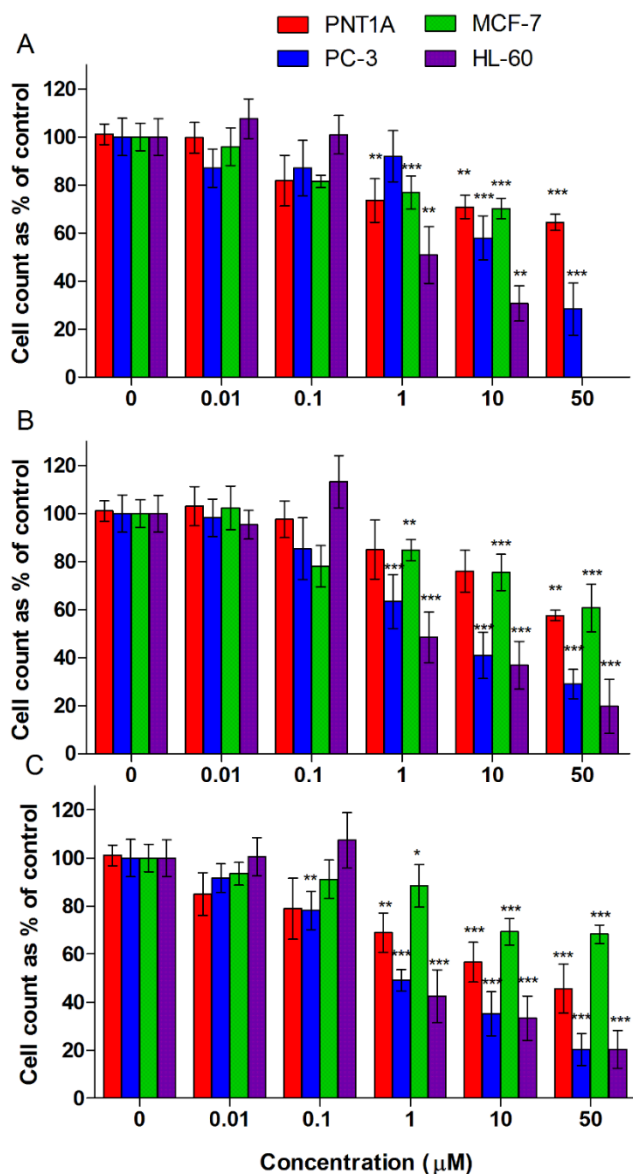 PNT1A MCF-7
PC-3 HL-60
A
Cell count as % of control
120
100
80
60
40
20
0
** *** **
** *** *** **
*** ***
0 0.01 0.1 1 10 50
B
Cell count as % of control
120
100
80
60
40
20
0
*** ** ***
*** *** ***
** *** *** ***
0 0.01 0.1 1 10 50
C
Cell count as % of control
120
100
80
60
40
20
0
**
** *** * ***
*** *** *** ***
*** *** *** ***
0 0.01 0.1 1 10 50
Concentration (μM)